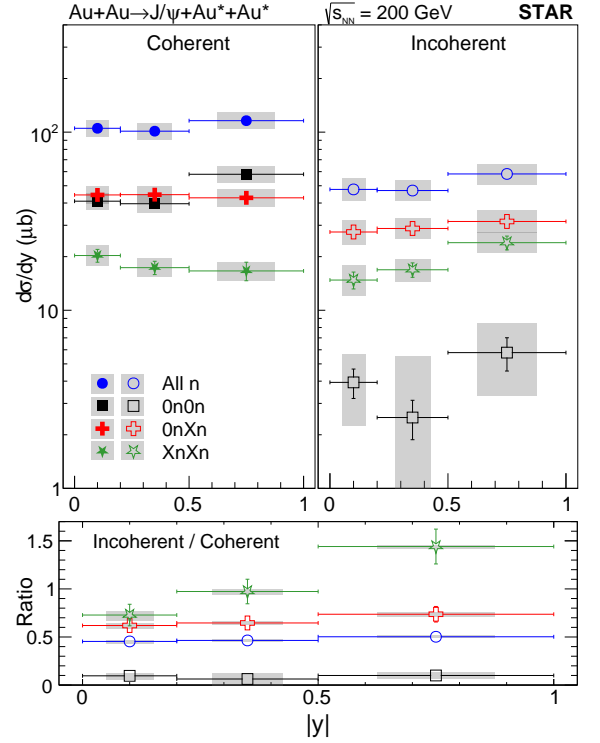 Au+Au→J/ψ+Au*+Au*
√s_NN = 200 GeV
STAR
Coherent
Incoherent
dσ/dy (μb)
10²
10
1
All n
0n0n
0nXn
XnXn
0 0.5 1
0 0.5 1
Incoherent / Coherent
Ratio
1.5
1
0.5
0
0 0.5 1
|y|